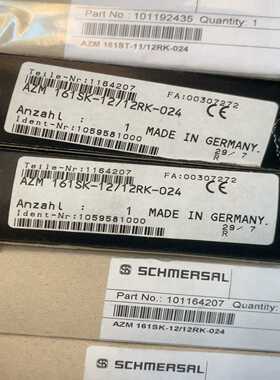 Part No.: 101192435 Quantity: 1
AZM 161ST-11/12RK-024
Teile-Nr.:1164207 FA:00307272
AZM 161SK-12/12RK-024 CE
Anzahl : 1 MADE IN GERMANY.
Ident-Nr:1059581000 29/ 7
R
Teile-Nr.:1164207 FA:00307272
AZM 161SK-12/12RK-024 CE
Anzahl : 1 MADE IN GERMANY.
Ident-Nr:1059581000 29/ 7
R
SCHMERSAL
Part No.: 101164207 Quantity:
AZM 161SK-12/12RK-024
SCHMERSAL